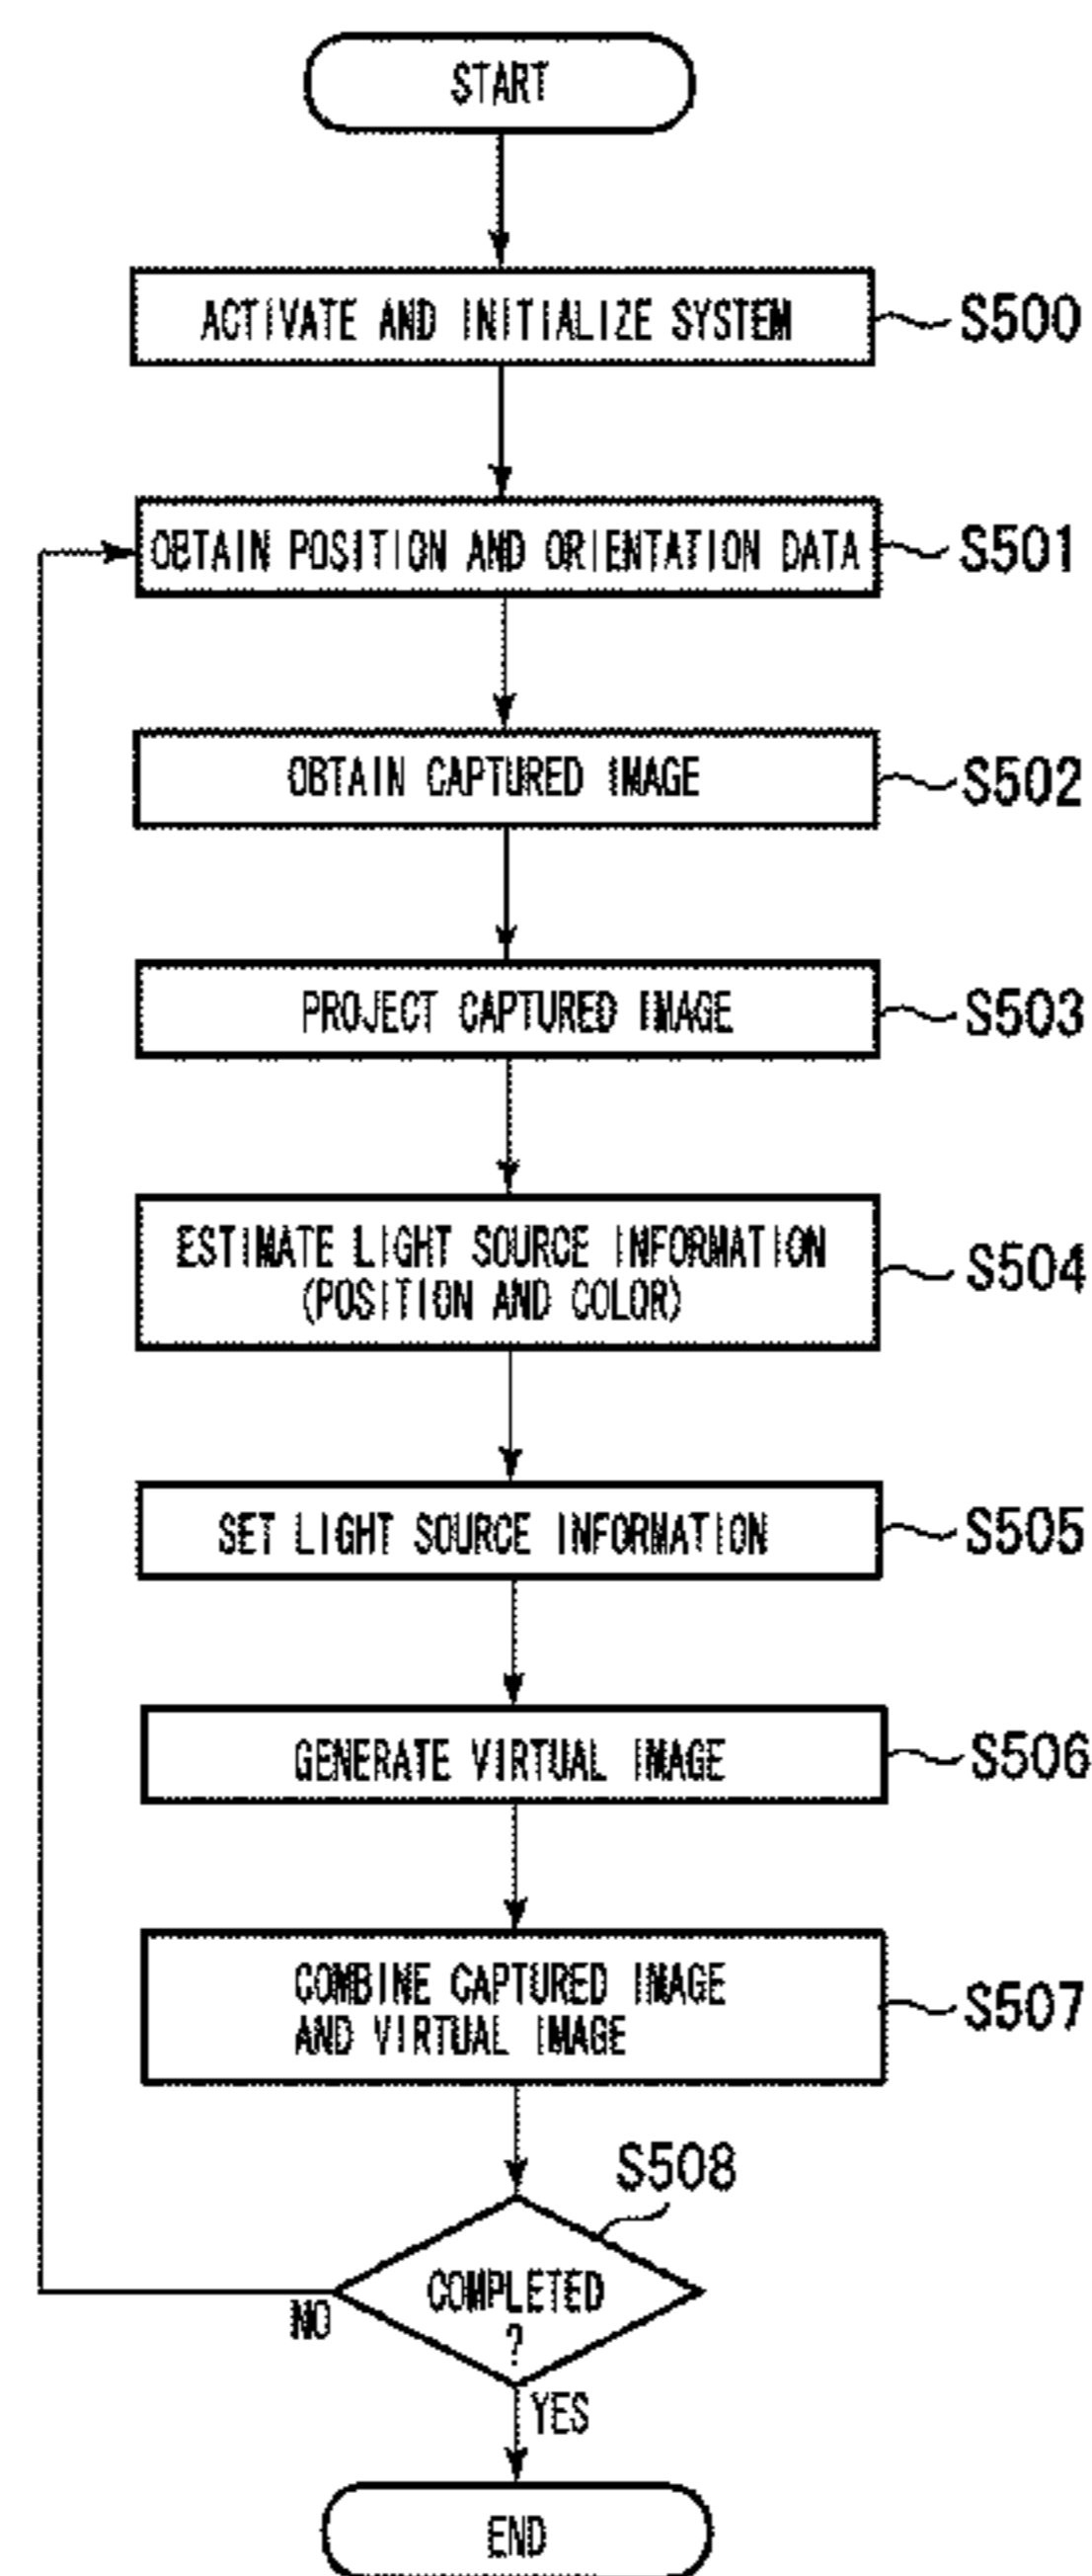 START
ACTIVATE AND INITIALIZE SYSTEM
S500
OBTAIN POSITION AND ORIENTATION DATA
S501
OBTAIN CAPTURED IMAGE
S502
PROJECT CAPTURED IMAGE
S503
ESTIMATE LIGHT SOURCE INFORMATION
(POSITION AND COLOR)
S504
SET LIGHT SOURCE INFORMATION
S505
GENERATE VIRTUAL IMAGE
S506
COMBINE CAPTURED IMAGE
AND VIRTUAL IMAGE
S507
S508
COMPLETED
?
NO
YES
END